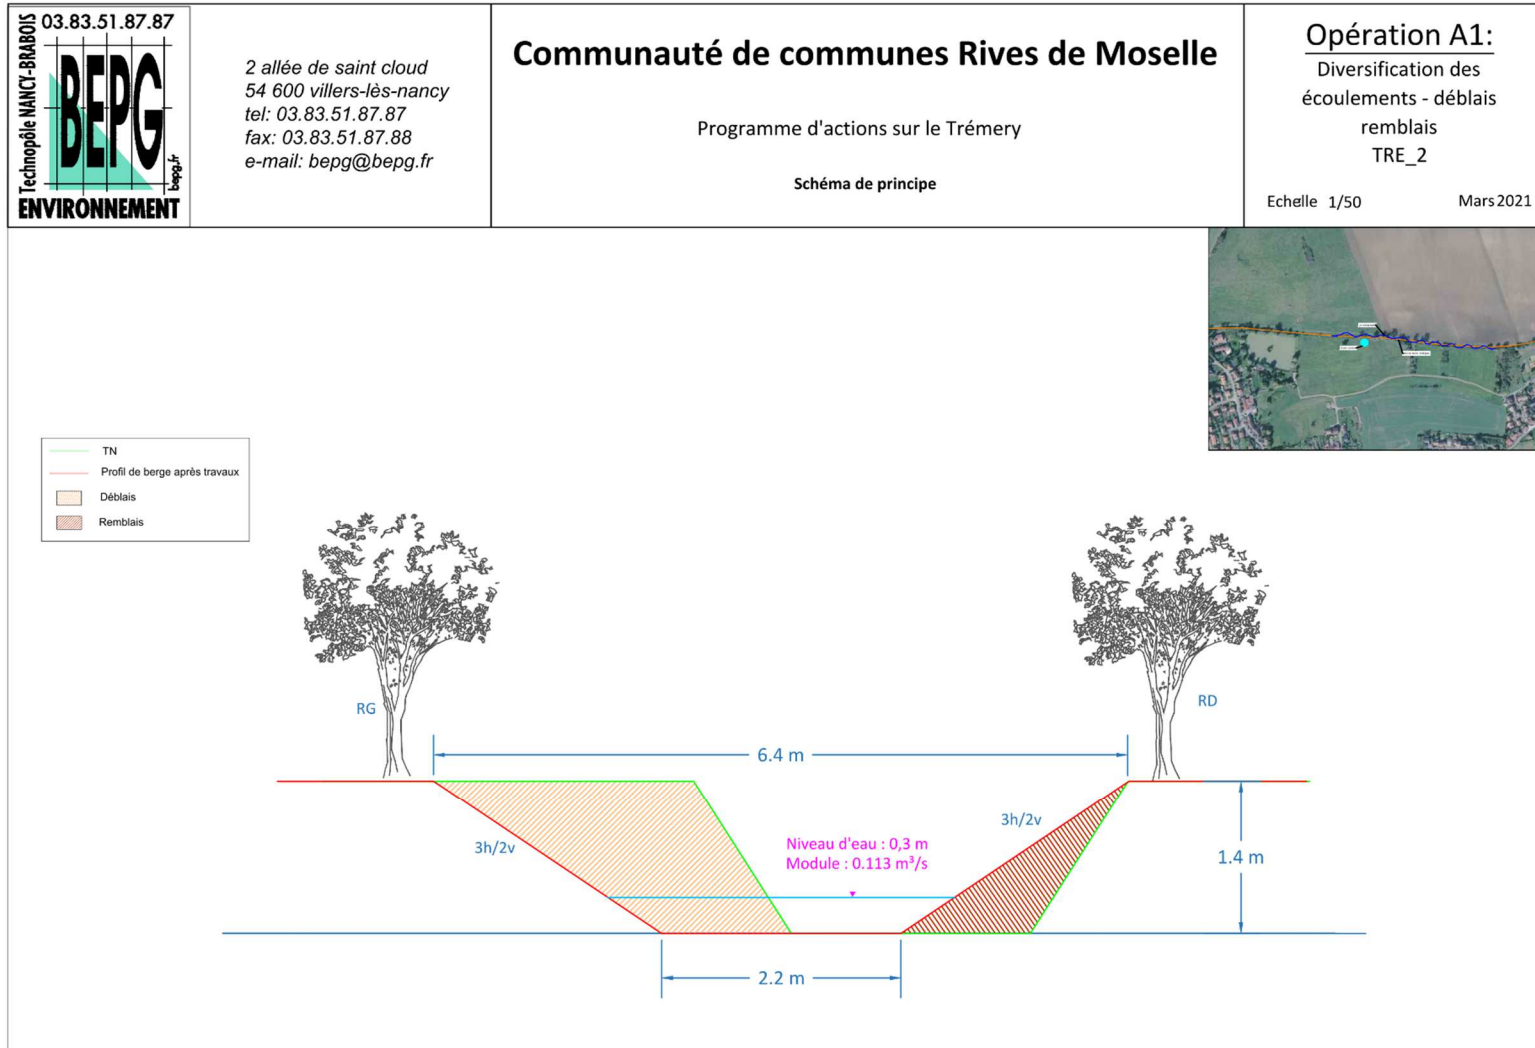 03.83.51.87.87
Technopôle NANCY-BRABOIS
BEPG
bepg.fr
ENVIRONNEMENT
2 allée de saint cloud
54 600 villers-lès-nancy
tel: 03.83.51.87.87
fax: 03.83.51.87.88
e-mail: bepg@bepg.fr
Communauté de communes Rives de Moselle
Programme d'actions sur le Trémery
Schéma de principe
Opération A1:
Diversification des
écoulements - déblais
remblais
TRE_2
Echelle 1/50
Mars 2021
TN
Profil de berge après travaux
Déblais
Remblais
RG
RD
6.4 m
3h/2v
3h/2v
Niveau d'eau : 0,3 m
Module : 0.113 m³/s
1.4 m
2.2 m